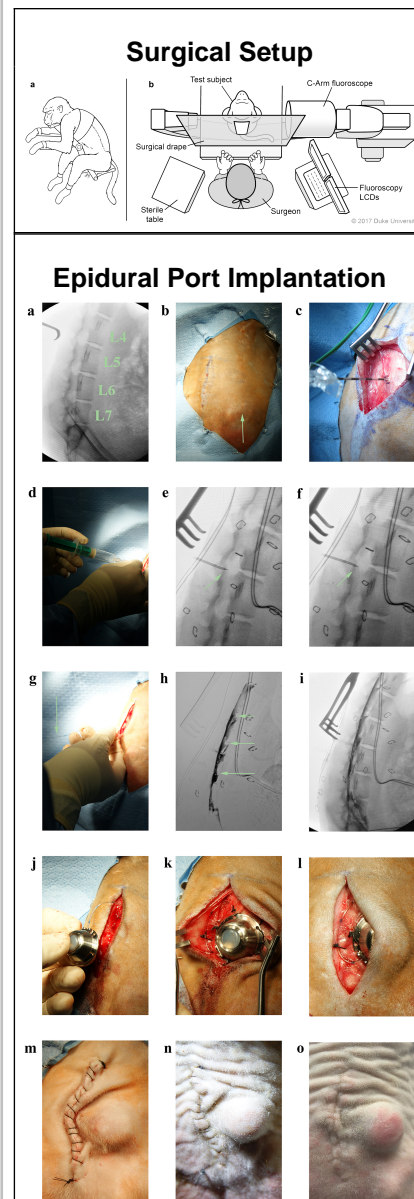 Surgical Setup
a
b
Test subject
C-Arm fluoroscope
Surgical drape
Sterile
table
Surgeon
Fluoroscopy
LCDs
© 2017 Duke Universit
Epidural Port Implantation
a
L4
L5
L6
L7
b
c
d
e
f
g
h
i
j
k
l
m
n
o